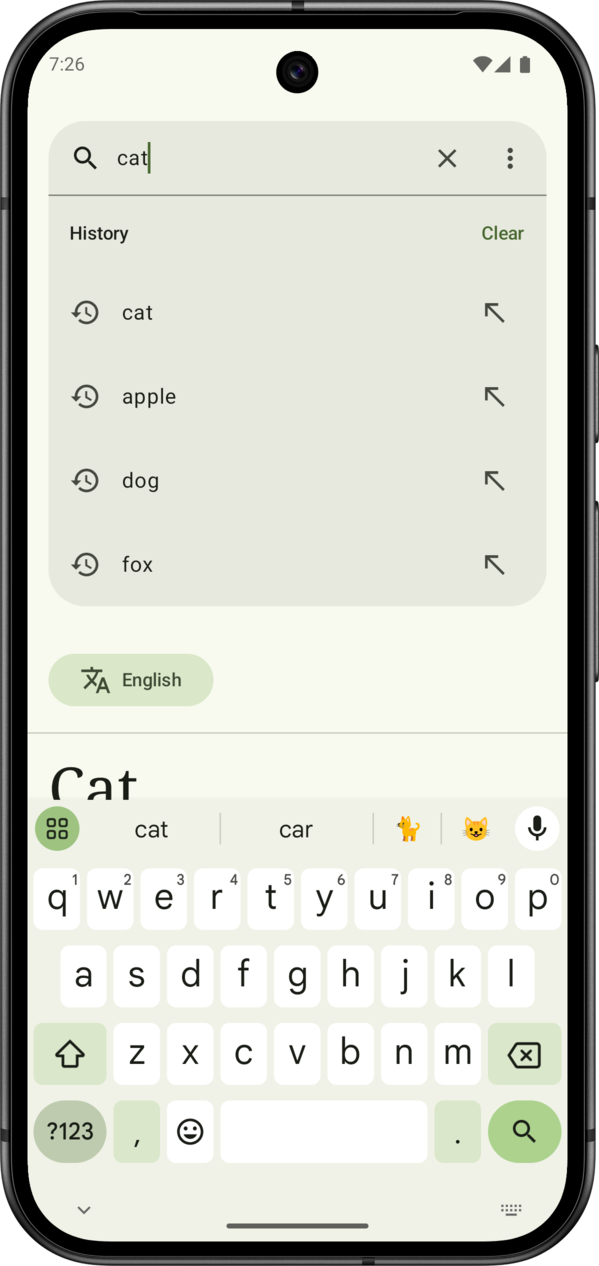 7:26
cat
History Clear
cat
apple
dog
fox
English
Cat
cat car
q1 w2 e3 r4 t5 y6 u7 i8 o9 p0
a s d f g h j k l
z x c v b n m
?123 , .